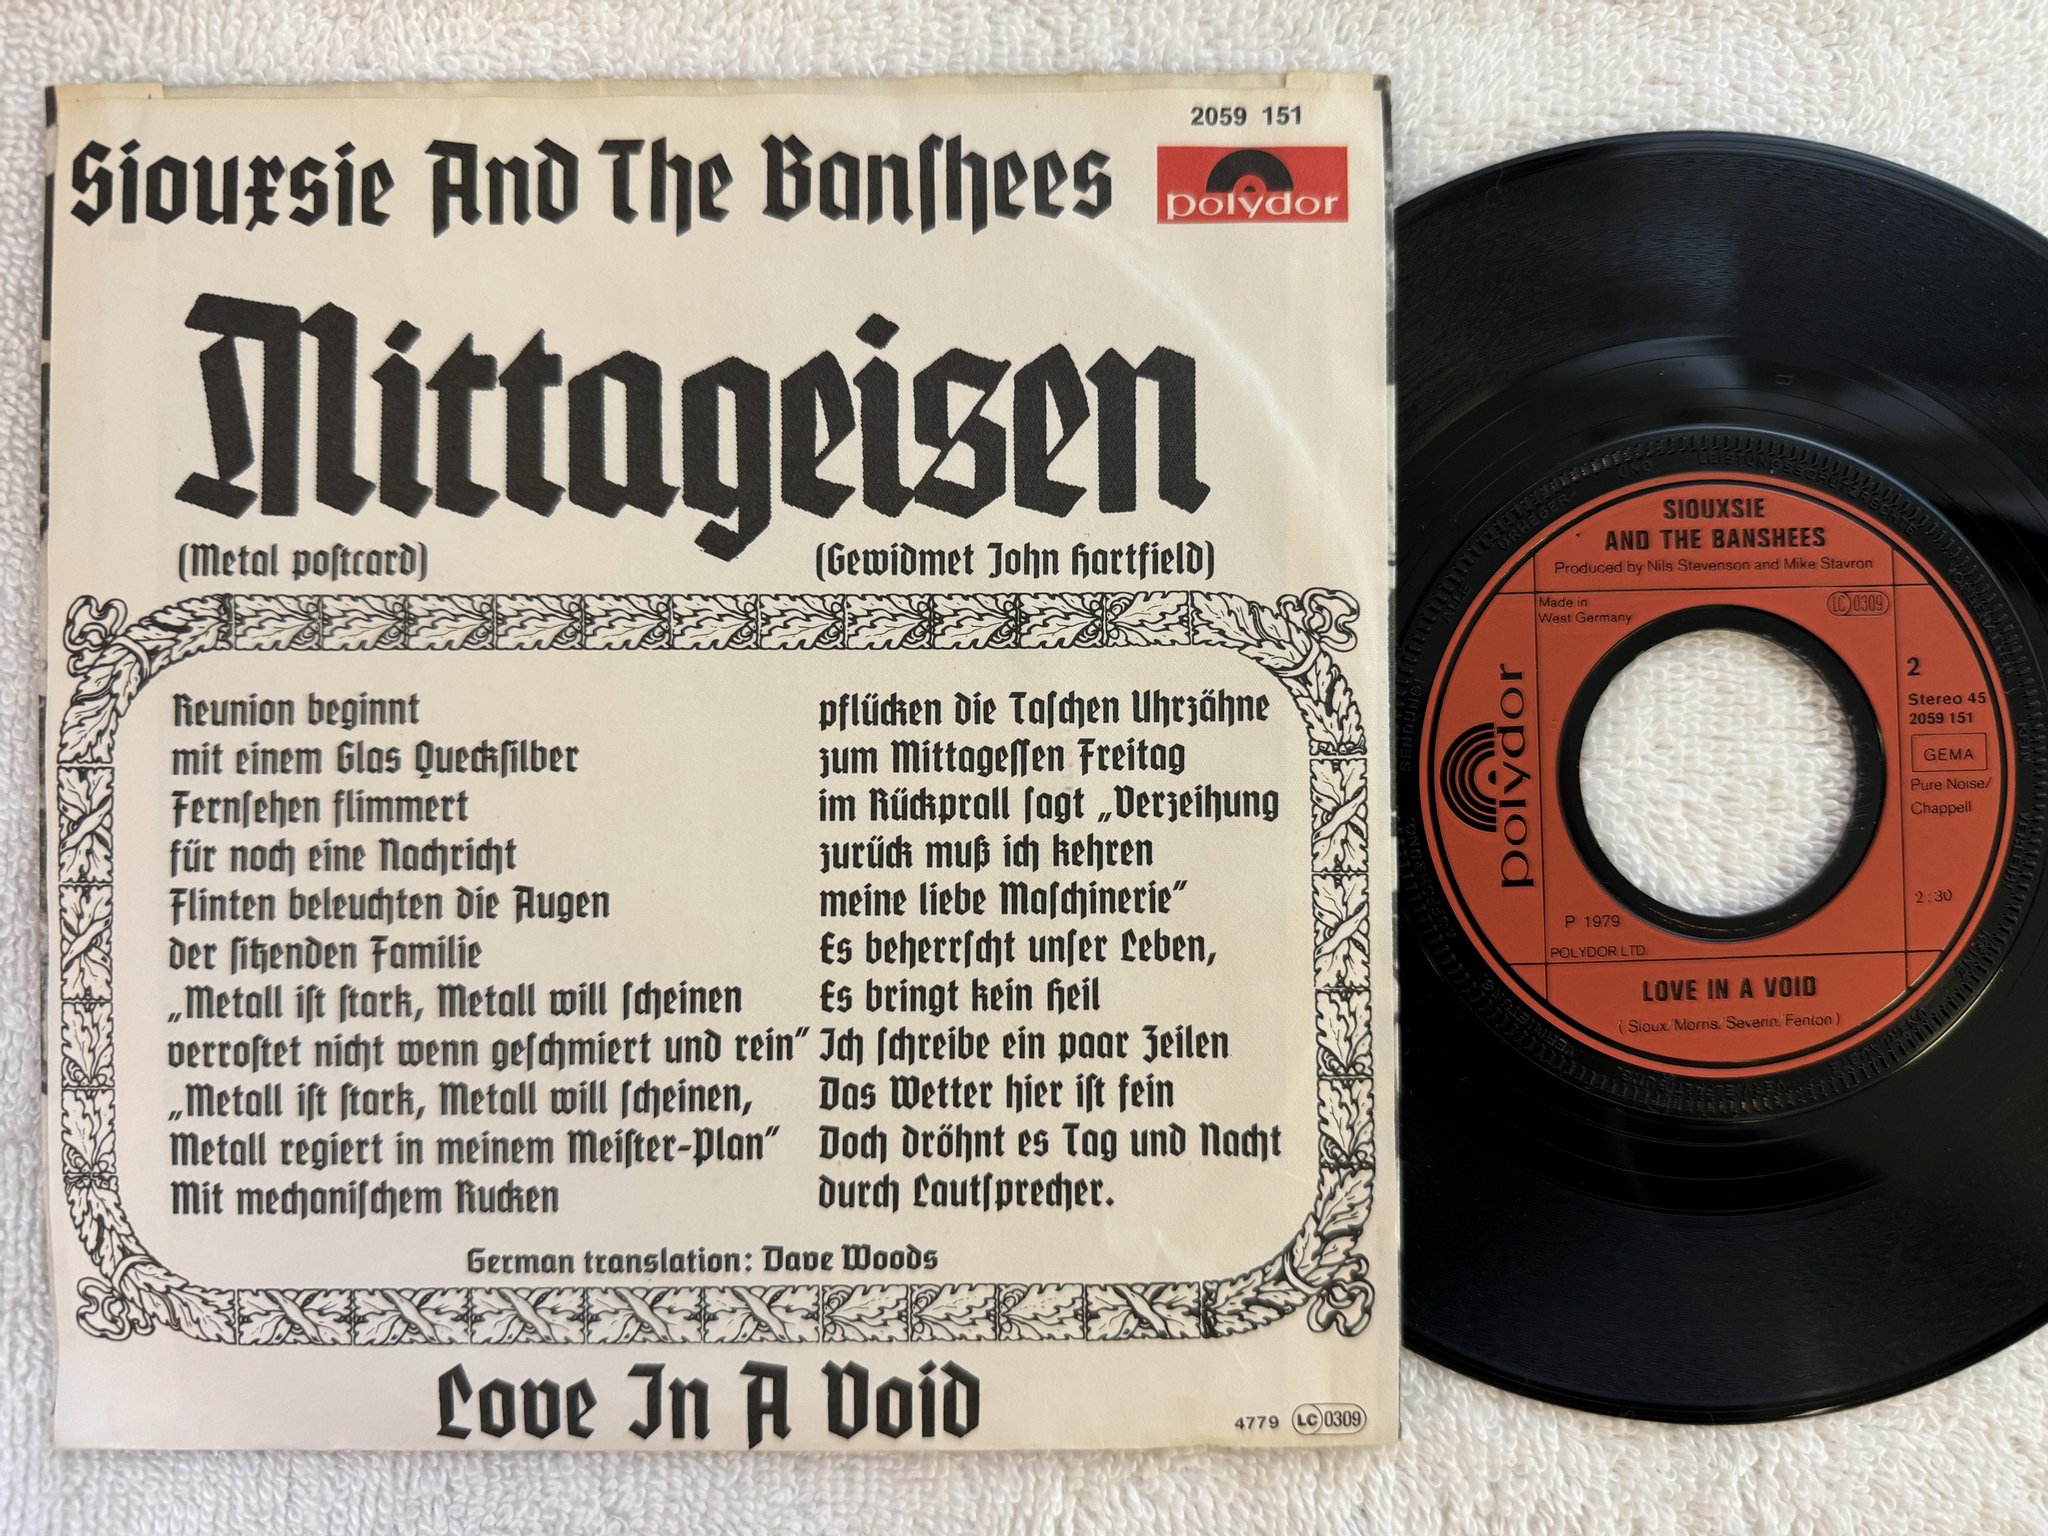 2059 151
Siouxsie And The Banſhees
polydor
Mittageisen
(Metal poſtcard)
(Gewidmet John Hartfield)
Reunion beginnt
mit einem Glas Queckſilber
Fernſehen flimmert
für noch eine Nachricht
Flinten beleuchten die Augen
der ſitzenden Familie
„Metall iſt ſtark, Metall will ſcheinen
verroſtet nicht wenn geſchmiert und rein”
„Metall iſt ſtark, Metall will ſcheinen,
Metall regiert in meinem Meiſter-Plan”
Mit mechaniſchem Rucken
pflücken die Taſchen Uhrzähne
zum Mittageſſen Freitag
im Rückprall ſagt „Verzeihung
zurück muß ich kehren
meine liebe Maſchinerie”
Es beherrſcht unſer Leben,
Es bringt kein Heil
Ich ſchreibe ein paar Zeilen
Das Wetter hier iſt fein
Doch dröhnt es Tag und Nacht
durch Lautſprecher.
German translation: Dave Woods
Love In A Void
4779 LC 0309
SIOUXSIE
AND THE BANSHEES
Produced by Nils Stevenson and Mike Stavron
Made in
West Germany
LC 0309
polydor
2
Stereo 45
2059 151
GEMA
Pure Noise/
Chappell
2:30
P 1979
POLYDOR LTD.
LOVE IN A VOID
(Sioux/Morris/Severin/Fenton)